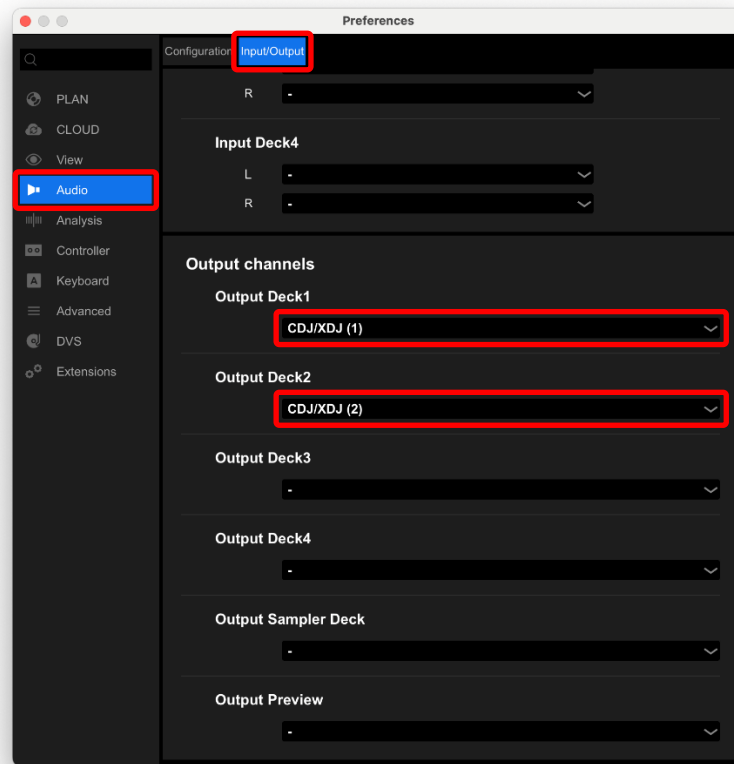 Preferences
Configuration
Input/Output
PLAN
CLOUD
View
Audio
Analysis
Controller
Keyboard
Advanced
DVS
Extensions
R
-
Input Deck4
L
-
R
-
Output channels
Output Deck1
CDJ/XDJ (1)
Output Deck2
CDJ/XDJ (2)
Output Deck3
-
Output Deck4
-
Output Sampler Deck
-
Output Preview
-